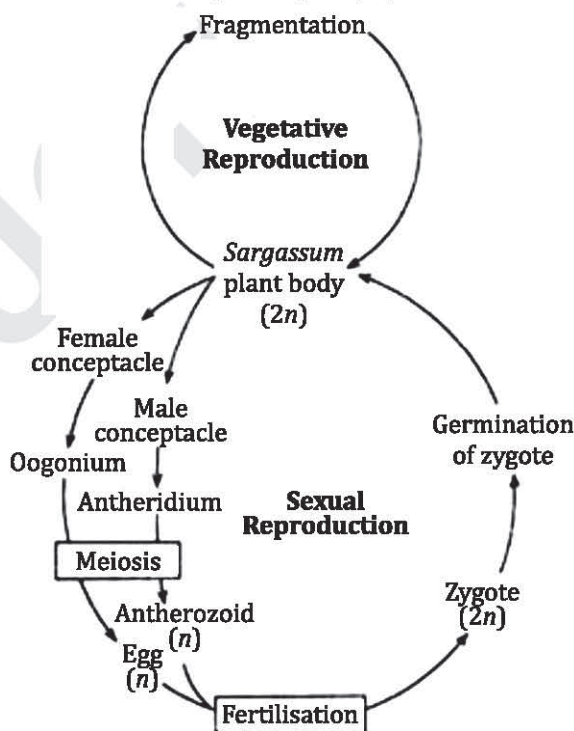 Fragmentation
Vegetative
Reproduction
Sargassum
plant body
(2n)
Female
conceptacle
Male
conceptacle
Oogonium
Antheridium
Meiosis
Antherozoid
(n)
Egg
(n)
Fertilisation
Sexual
Reproduction
Germination
of zygote
Zygote
(2n)